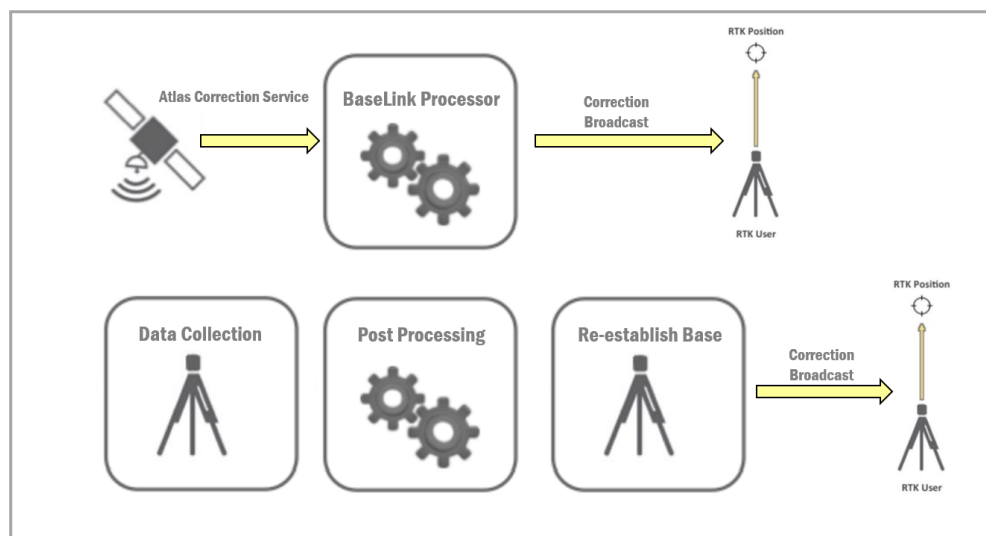 RTK Position
Atlas Correction Service
BaseLink Processor
Correction
Broadcast
RTK User
Data Collection
Post Processing
Re-establish Base
Correction
Broadcast
RTK Position
RTK User